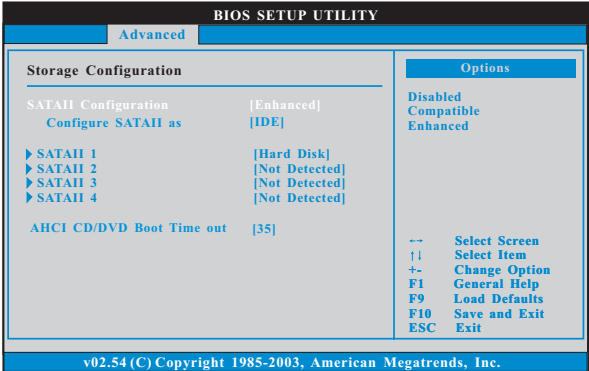 BIOS SETUP UTILITY
Advanced
Storage Configuration
SATAII Configuration [Enhanced]
Configure SATAII as [IDE]
SATAII 1 [Hard Disk]
SATAII 2 [Not Detected]
SATAII 3 [Not Detected]
SATAII 4 [Not Detected]
AHCI CD/DVD Boot Time out [35]
Options
Disabled
Compatible
Enhanced
←→ Select Screen
↑↓ Select Item
+- Change Option
F1 General Help
F9 Load Defaults
F10 Save and Exit
ESC Exit
v02.54 (C) Copyright 1985-2003, American Megatrends, Inc.